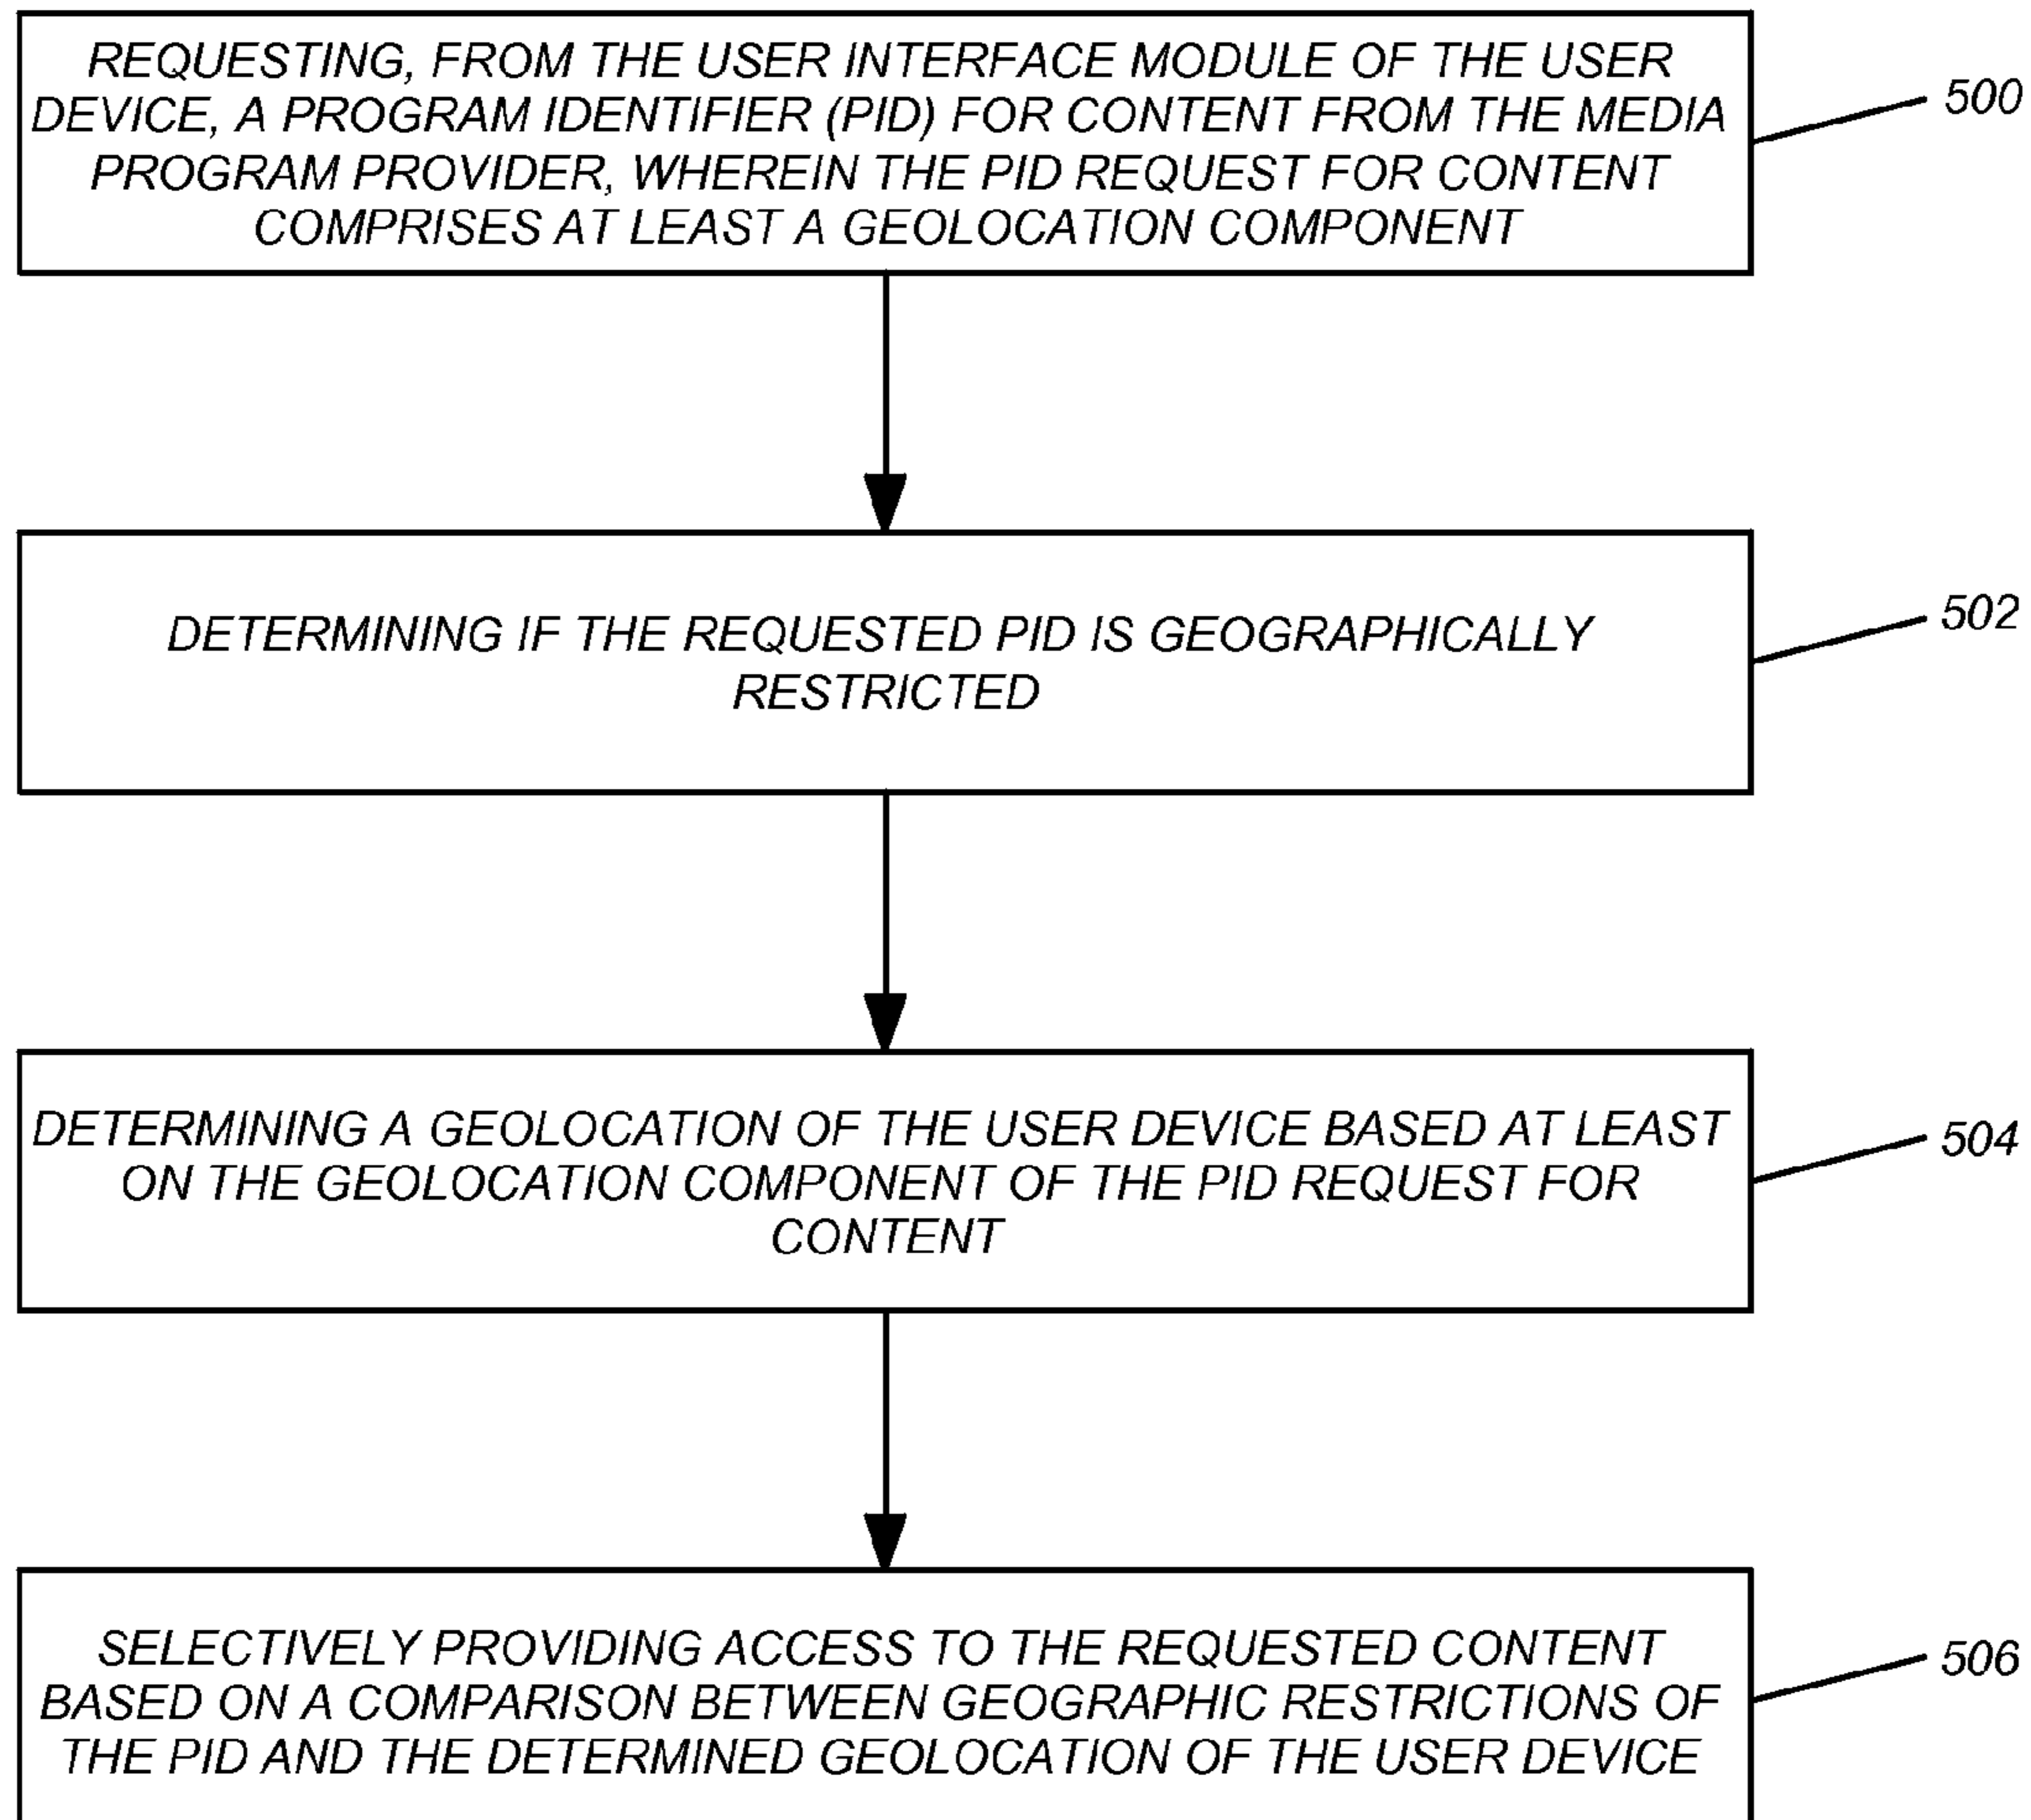 REQUESTING, FROM THE USER INTERFACE MODULE OF THE USER
DEVICE, A PROGRAM IDENTIFIER (PID) FOR CONTENT FROM THE MEDIA
PROGRAM PROVIDER, WHEREIN THE PID REQUEST FOR CONTENT
COMPRISES AT LEAST A GEOLOCATION COMPONENT
500
DETERMINING IF THE REQUESTED PID IS GEOGRAPHICALLY
RESTRICTED
502
DETERMINING A GEOLOCATION OF THE USER DEVICE BASED AT LEAST
ON THE GEOLOCATION COMPONENT OF THE PID REQUEST FOR
CONTENT
504
SELECTIVELY PROVIDING ACCESS TO THE REQUESTED CONTENT
BASED ON A COMPARISON BETWEEN GEOGRAPHIC RESTRICTIONS OF
THE PID AND THE DETERMINED GEOLOCATION OF THE USER DEVICE
506